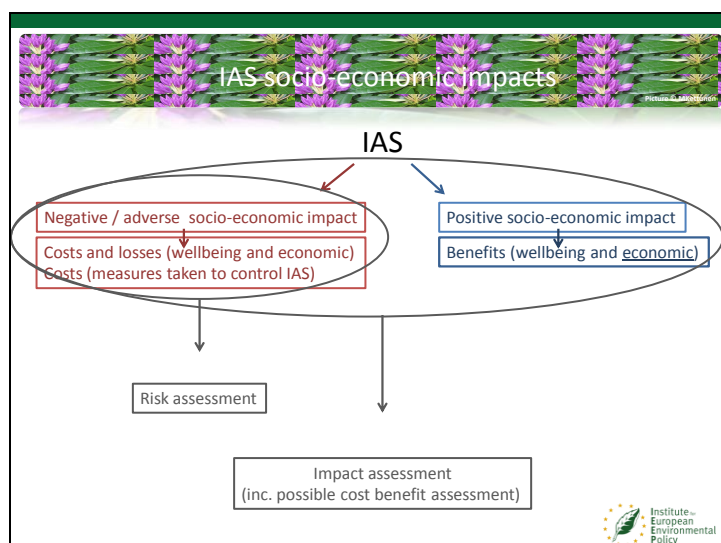 IAS socio-economic impacts
IAS
Negative / adverse socio-economic impact
Positive socio-economic impact
Costs and losses (wellbeing and economic)
Costs (measures taken to control IAS)
Benefits (wellbeing and economic)
Risk assessment
Impact assessment
(inc. possible cost benefit assessment)
Institute for
European
Environmental
Policy